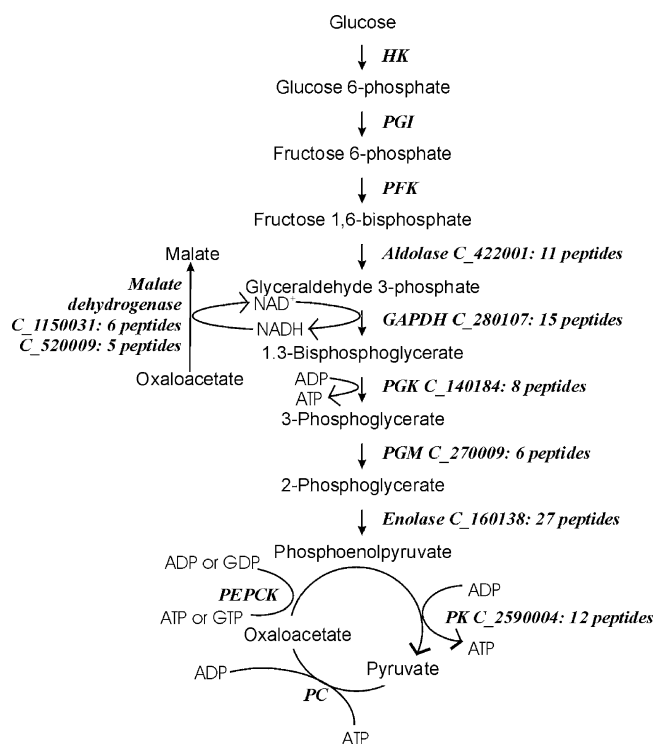 Glucose
HK
Glucose 6-phosphate
PGI
Fructose 6-phosphate
PFK
Fructose 1,6-bisphosphate
Aldolase C_422001: 11 peptides
Malate
Glyceraldehyde 3-phosphate
Malate
dehydrogenase
C_1150031: 6 peptides
C_520009: 5 peptides
NAD+
NADH
GAPDH C_280107: 15 peptides
1.3-Bisphosphoglycerate
Oxaloacetate
ADP
ATP
PGK C_140184: 8 peptides
3-Phosphoglycerate
PGM C_270009: 6 peptides
2-Phosphoglycerate
Enolase C_160138: 27 peptides
Phosphoenolpyruvate
ADP or GDP
PEPCK
ATP or GTP
ADP
PK C_2590004: 12 peptides
ATP
Oxaloacetate
Pyruvate
ADP
PC
ATP